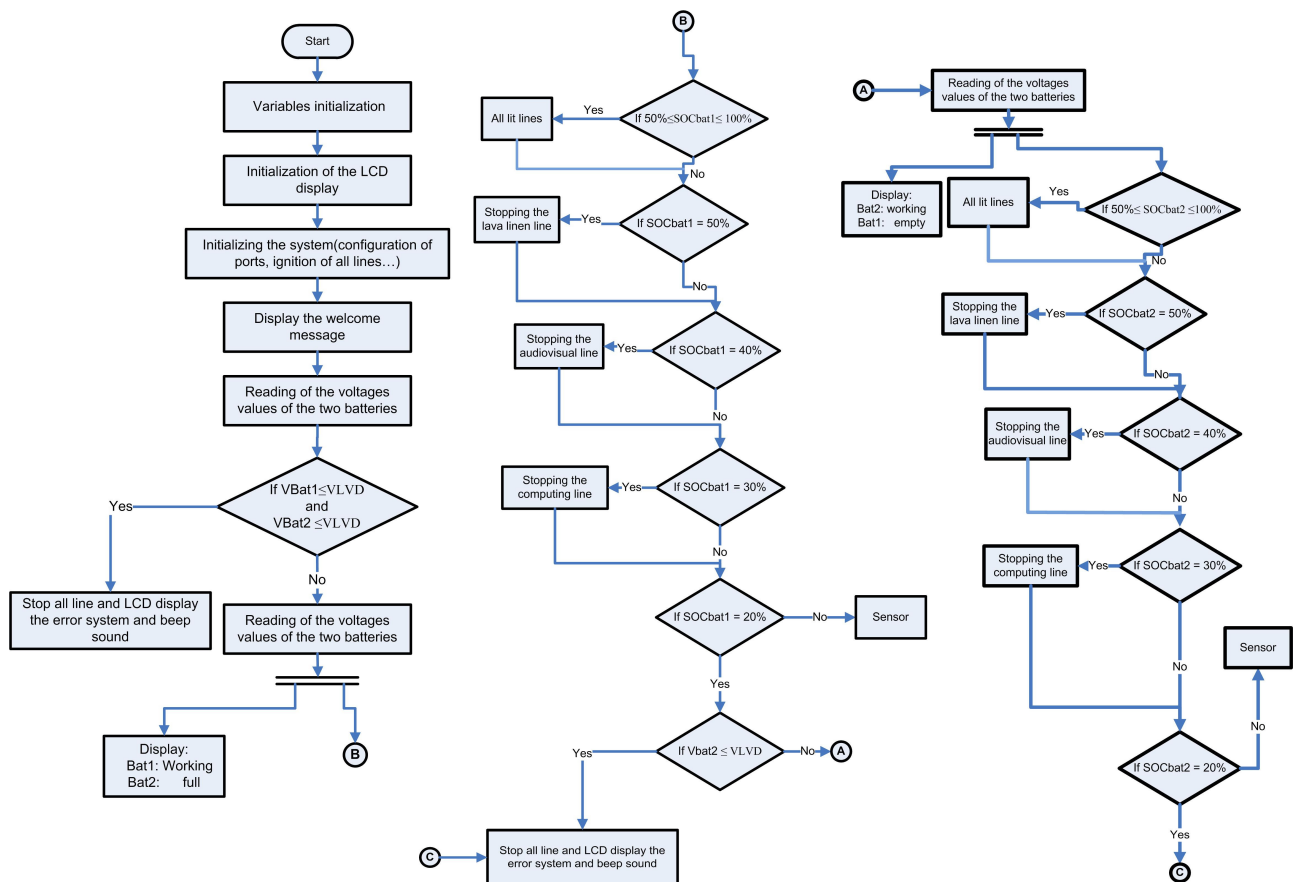 Start
Variables initialization
Initialization of the LCD
display
Initializing the system(configuration of
ports, ignition of all lines…)
Display the welcome
message
Reading of the voltages
values of the two batteries
If VBat1≤VLVD
and
VBat2 ≤VLVD
Yes
No
Stop all line and LCD display
the error system and beep
sound
Reading of the voltages
values of the two batteries
Display:
Bat1: Working
Bat2: full
B
B
If 50%≤SOCbat1≤ 100%
Yes
All lit lines
No
If SOCbat1 = 50%
Yes
Stopping the
lava linen line
No
If SOCbat1 = 40%
Yes
Stopping the
audiovisual line
No
If SOCbat1 = 30%
Yes
Stopping the
computing line
No
If SOCbat1 = 20%
No
Sensor
Yes
If Vbat2 ≤ VLVD
Yes
No
A
C
Stop all line and LCD display the
error system and beep sound
A
Reading of the voltages
values of the two batteries
Display:
Bat2: working
Bat1: empty
If 50%≤ SOCbat2 ≤100%
Yes
All lit lines
No
If SOCbat2 = 50%
Yes
Stopping the
lava linen line
No
If SOCbat2 = 40%
Yes
Stopping the
audiovisual line
No
If SOCbat2 = 30%
Yes
Stopping the
computing line
No
If SOCbat2 = 20%
No
Sensor
Yes
C